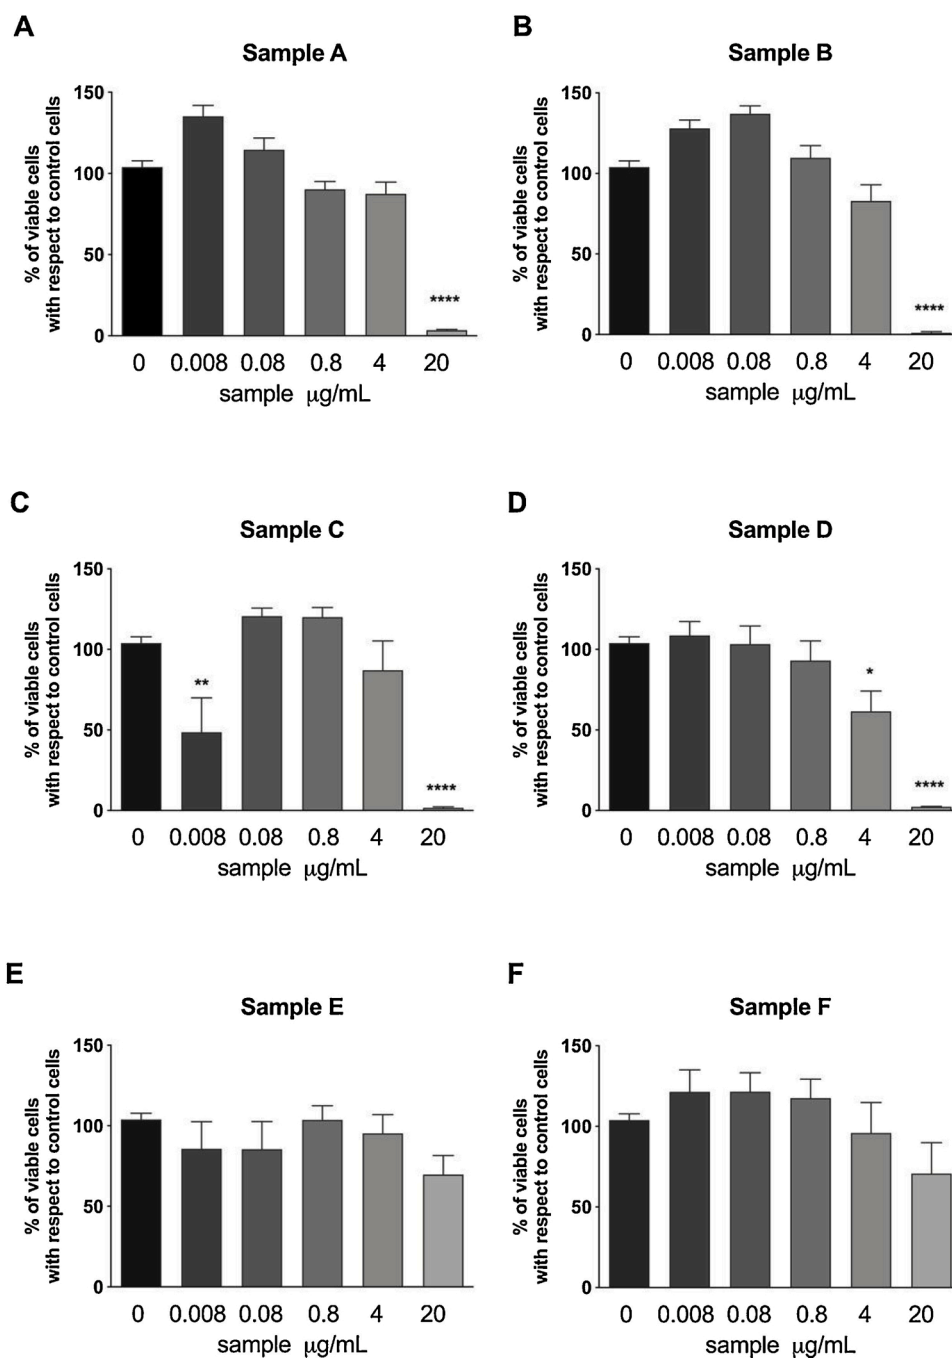 A
Sample A
% of viable cells
with respect to control cells
150
100
50
0
****
0 0.008 0.08 0.8 4 20
sample μg/mL
B
Sample B
% of viable cells
with respect to control cells
150
100
50
0
****
0 0.008 0.08 0.8 4 20
sample μg/mL
C
Sample C
% of viable cells
with respect to control cells
150
100
50
0
**
****
0 0.008 0.08 0.8 4 20
sample μg/mL
D
Sample D
% of viable cells
with respect to control cells
150
100
50
0
*
****
0 0.008 0.08 0.8 4 20
sample μg/mL
E
Sample E
% of viable cells
with respect to control cells
150
100
50
0
0 0.008 0.08 0.8 4 20
sample μg/mL
F
Sample F
% of viable cells
with respect to control cells
150
100
50
0
0 0.008 0.08 0.8 4 20
sample μg/mL